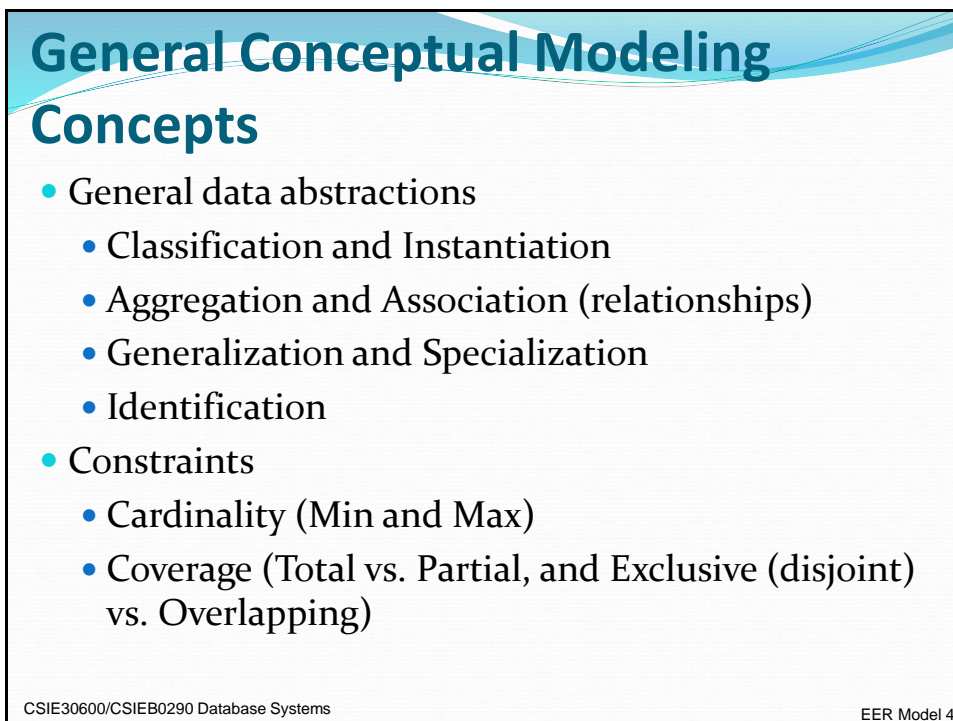 General Conceptual Modeling
Concepts
• General data abstractions
• Classification and Instantiation
• Aggregation and Association (relationships)
• Generalization and Specialization
• Identification
• Constraints
• Cardinality (Min and Max)
• Coverage (Total vs. Partial, and Exclusive (disjoint)
vs. Overlapping)
CSIE30600/CSIEB0290 Database Systems
EER Model 4